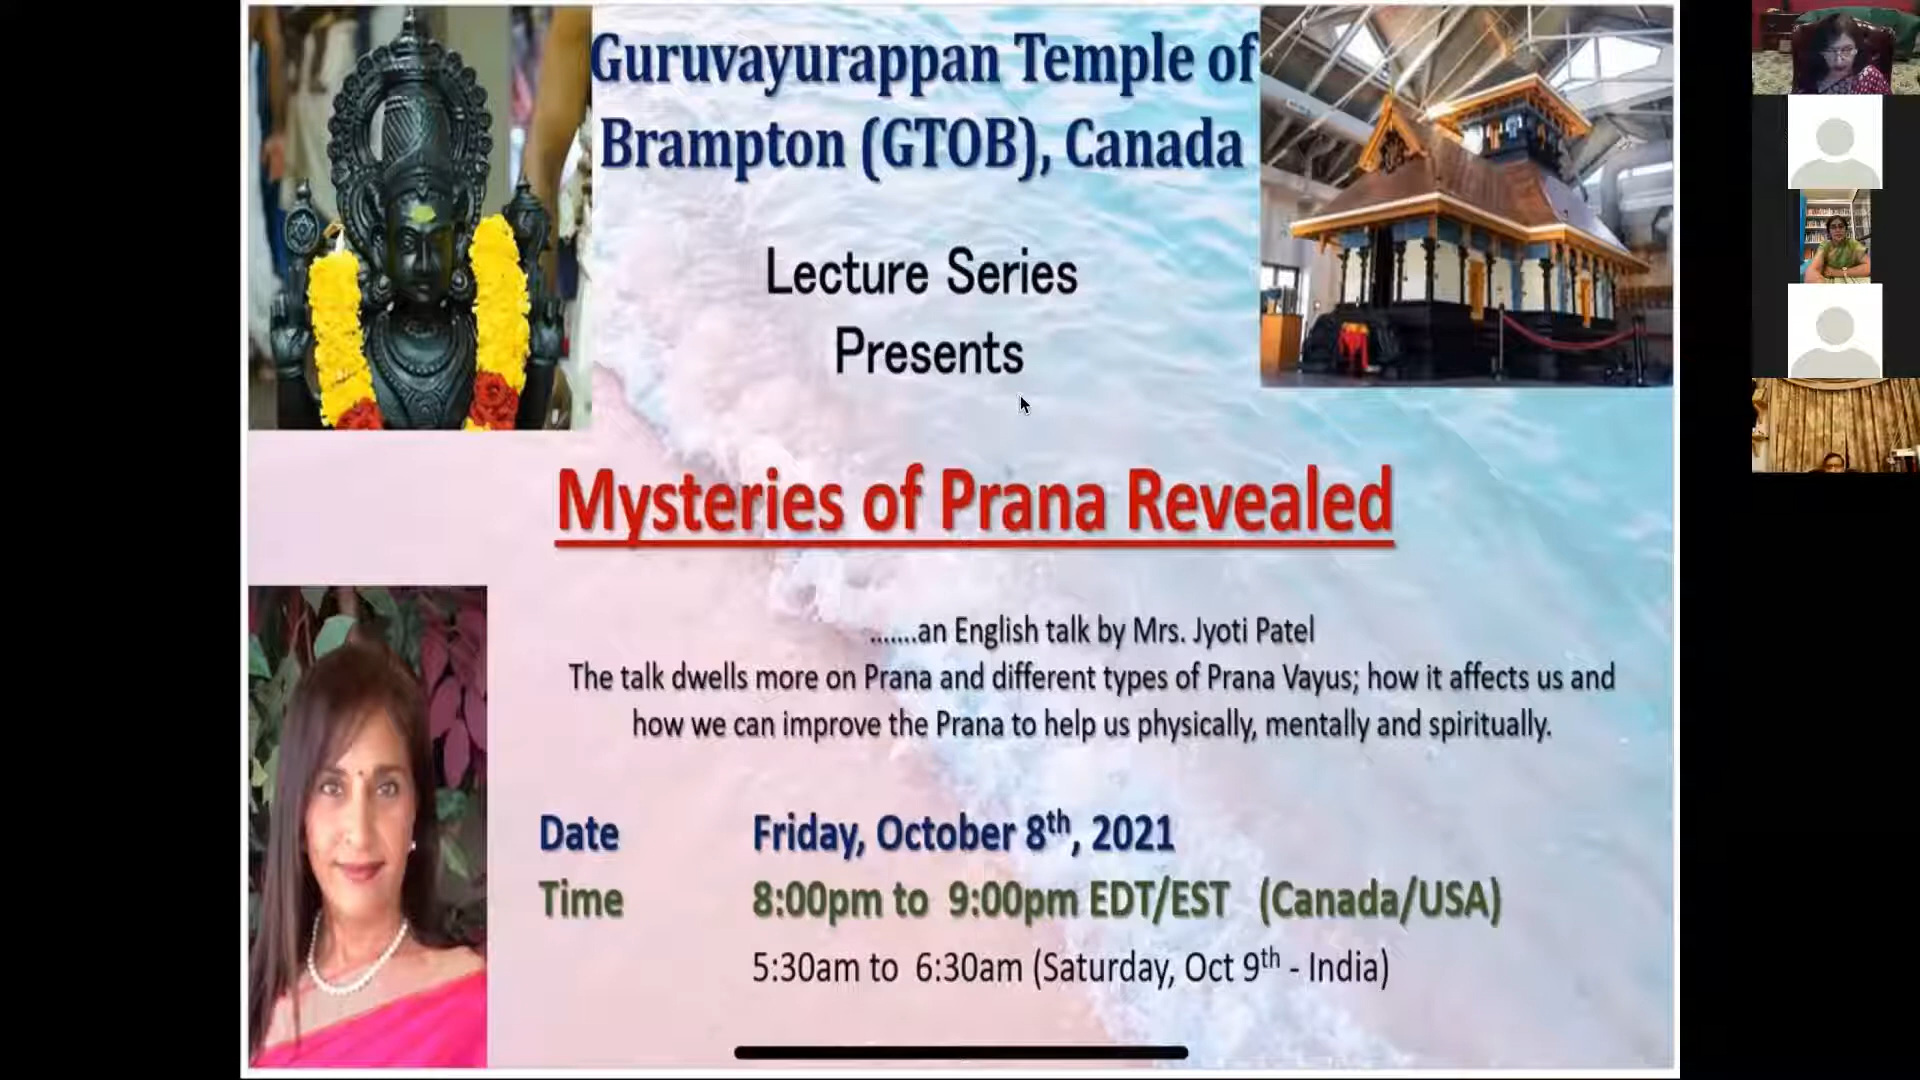 Guruvayurappan Temple of
Brampton (GTOB), Canada
Lecture Series
Presents
Mysteries of Prana Revealed
.......an English talk by Mrs. Jyoti Patel
The talk dwells more on Prana and different types of Prana Vayus; how it affects us and
how we can improve the Prana to help us physically, mentally and spiritually.
Date Friday, October 8th, 2021
Time 8:00pm to 9:00pm EDT/EST (Canada/USA)
5:30am to 6:30am (Saturday, Oct 9th - India)